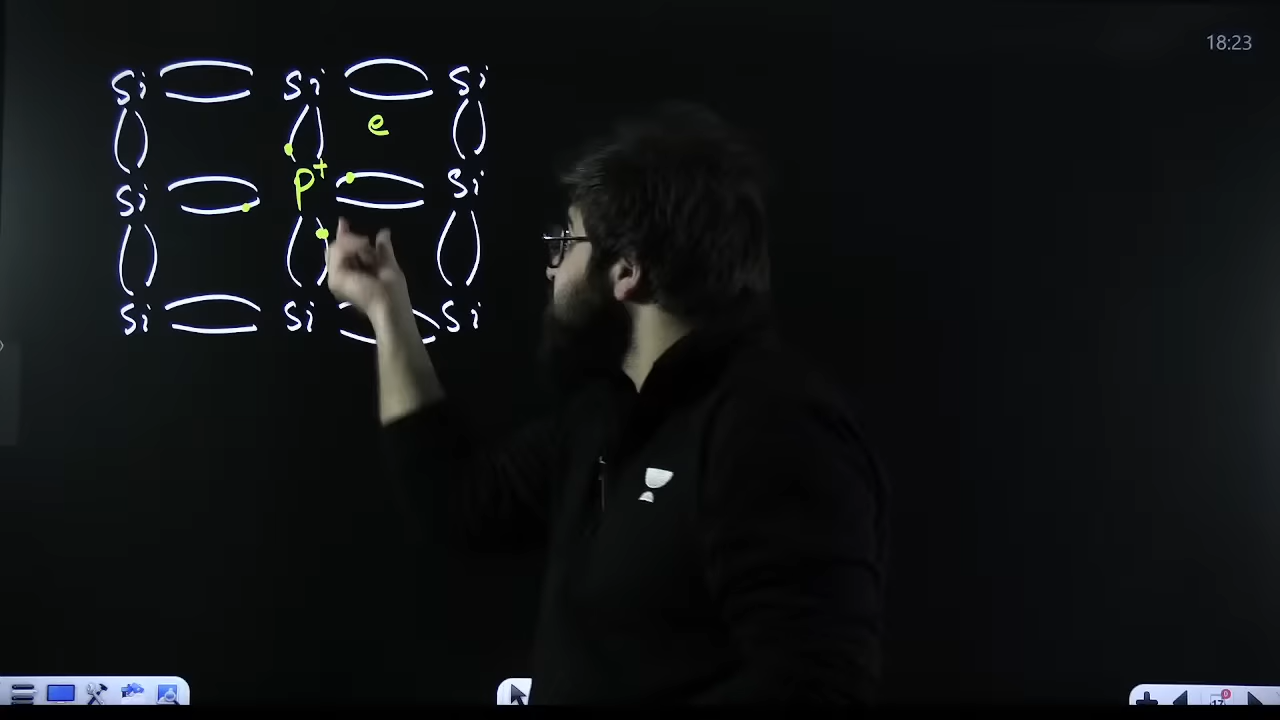 18:23
Si Si Si
e
Si P⁺ Si
Si Si Si